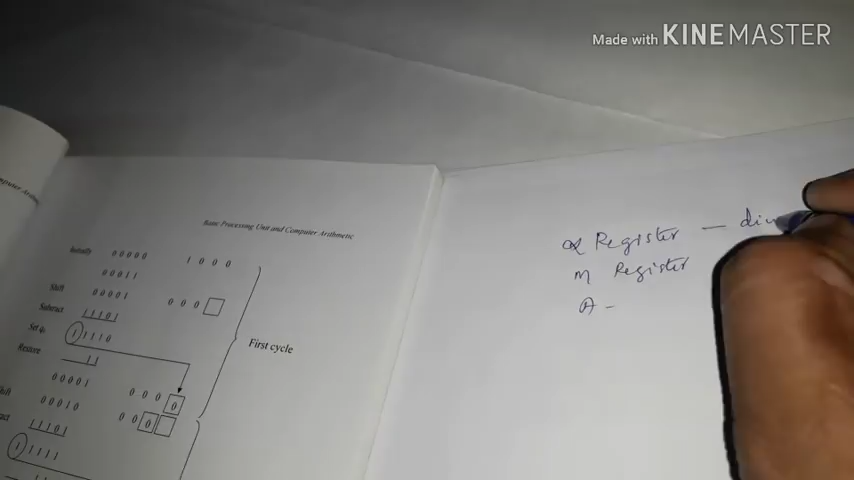 Made with KINEMASTER
Basic Processing Unit and Computer Arithmetic
Initially 0 0 0 0 0 1 0 0 0
0 0 0 1 1
Shift 0 0 0 0 1 0 0 0
Subtract 1 1 1 0 1
Set q₀ 1 1 1 1 0
Restore 1 1
0 0 0 0 1 0 0 0 0
0 0 0 1 0 0 0 0
1 1 1 0 1
1 1 1 1 1
First cycle
Q Register — div
M Register
A –